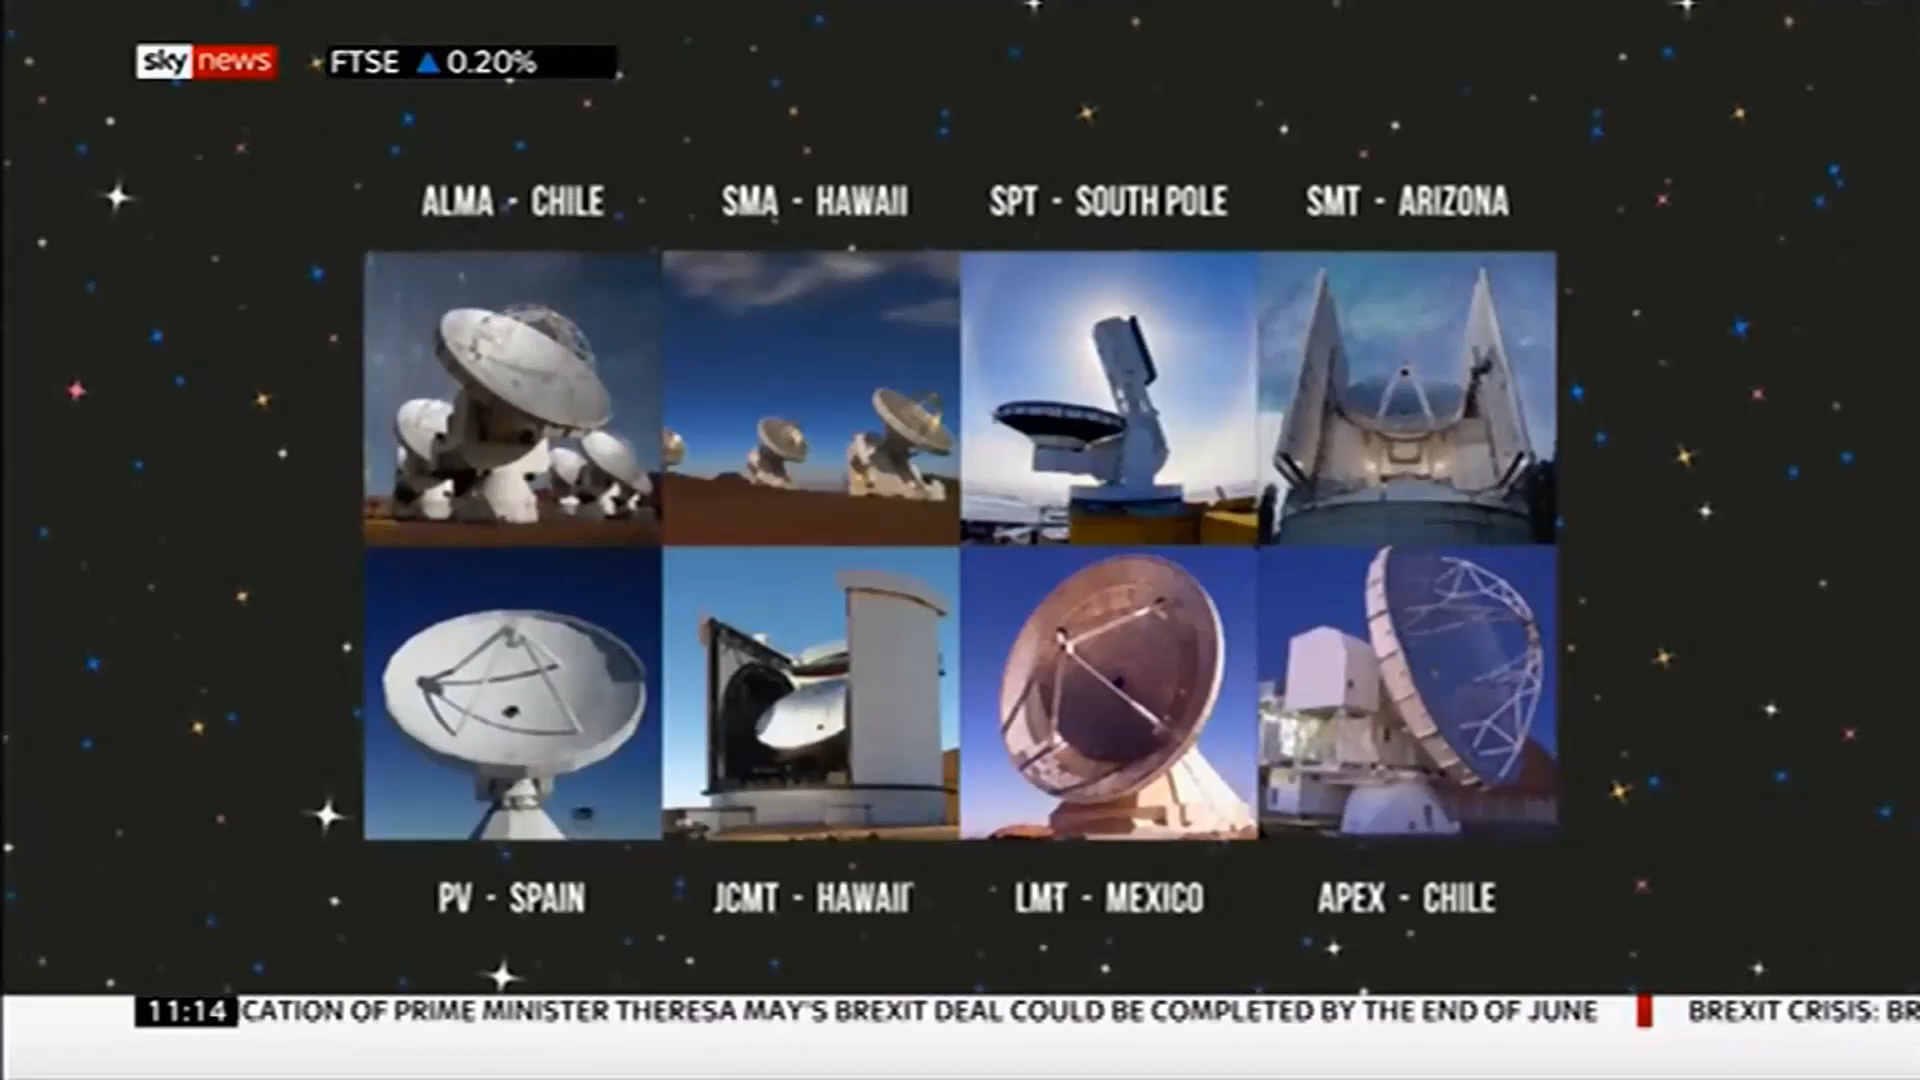 sky news FTSE ▲ 0.20%
ALMA - CHILE SMA - HAWAII SPT - SOUTH POLE SMT - ARIZONA
PV - SPAIN JCMT - HAWAII LMT - MEXICO APEX - CHILE
11:14 CATION OF PRIME MINISTER THERESA MAY'S BREXIT DEAL COULD BE COMPLETED BY THE END OF JUNE BREXIT CRISIS: BR